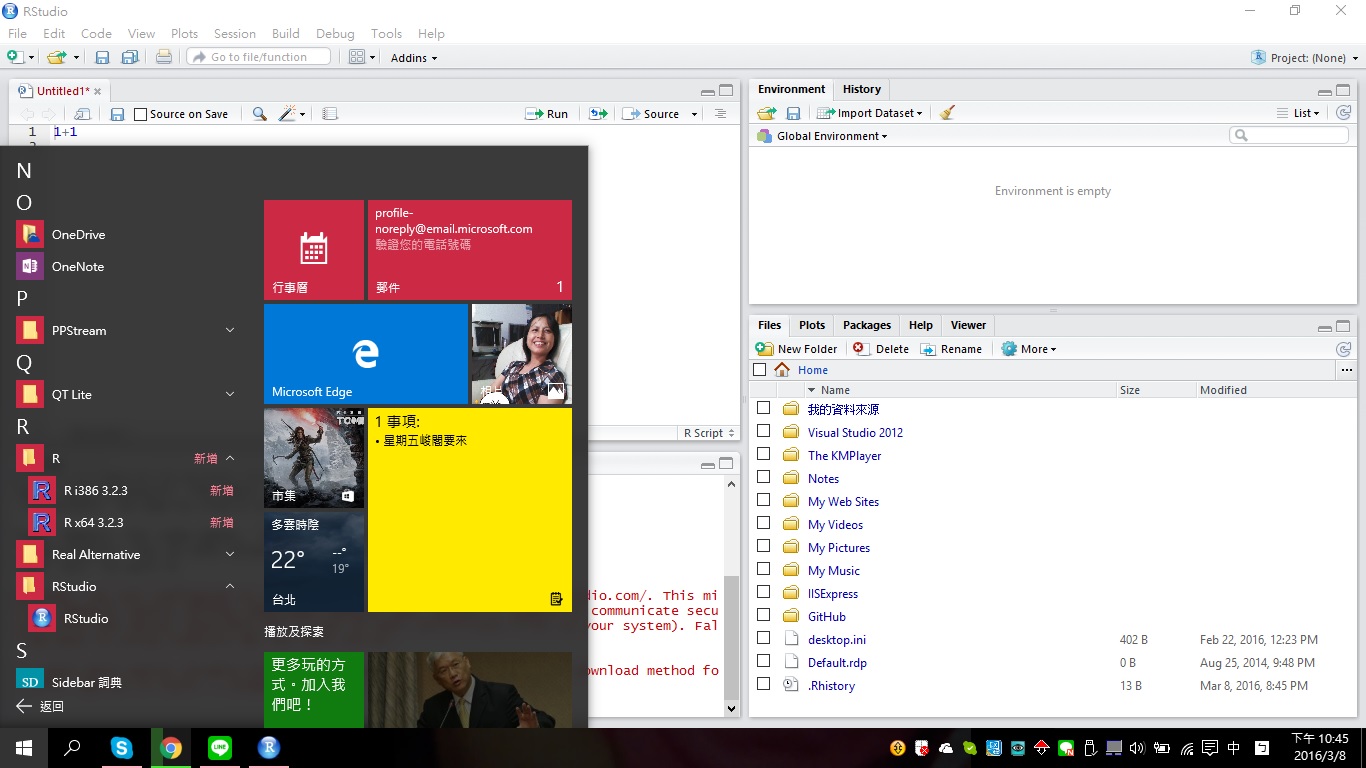 RStudio
File Edit Code View Plots Session Build Debug Tools Help
Go to file/function
Addins
Project: (None)
Untitled1*
Source on Save
Run
Source
1 1+1
2
R Script
Environment History
Import Dataset
List
Global Environment
Environment is empty
Files Plots Packages Help Viewer
New Folder Delete Rename More
Home
Name Size Modified
我的資料來源
Visual Studio 2012
The KMPlayer
Notes
My Web Sites
My Videos
My Pictures
My Music
IISExpress
GitHub
desktop.ini 402 B Feb 22, 2016, 12:23 PM
Default.rdp 0 B Aug 25, 2014, 9:48 PM
.Rhistory 13 B Mar 8, 2016, 8:45 PM
dio.com/. This mi
communicate secu
your system). Fal
ownload method fo
N
O
OneDrive
OneNote
P
PPStream
Q
QT Lite
R
R 新增
R i386 3.2.3 新增
R x64 3.2.3 新增
Real Alternative
RStudio
RStudio
S
SD Sidebar 詞典
返回
行事曆
profile-
noreply@email.microsoft.com
驗證您的電話號碼
郵件 1
Microsoft Edge
相片
市集
1 事項:
• 星期五峻閣要來
多雲時陰
22° --°
19°
台北
播放及探索
更多玩的方
式。加入我
們吧！
中
下午 10:45
2016/3/8